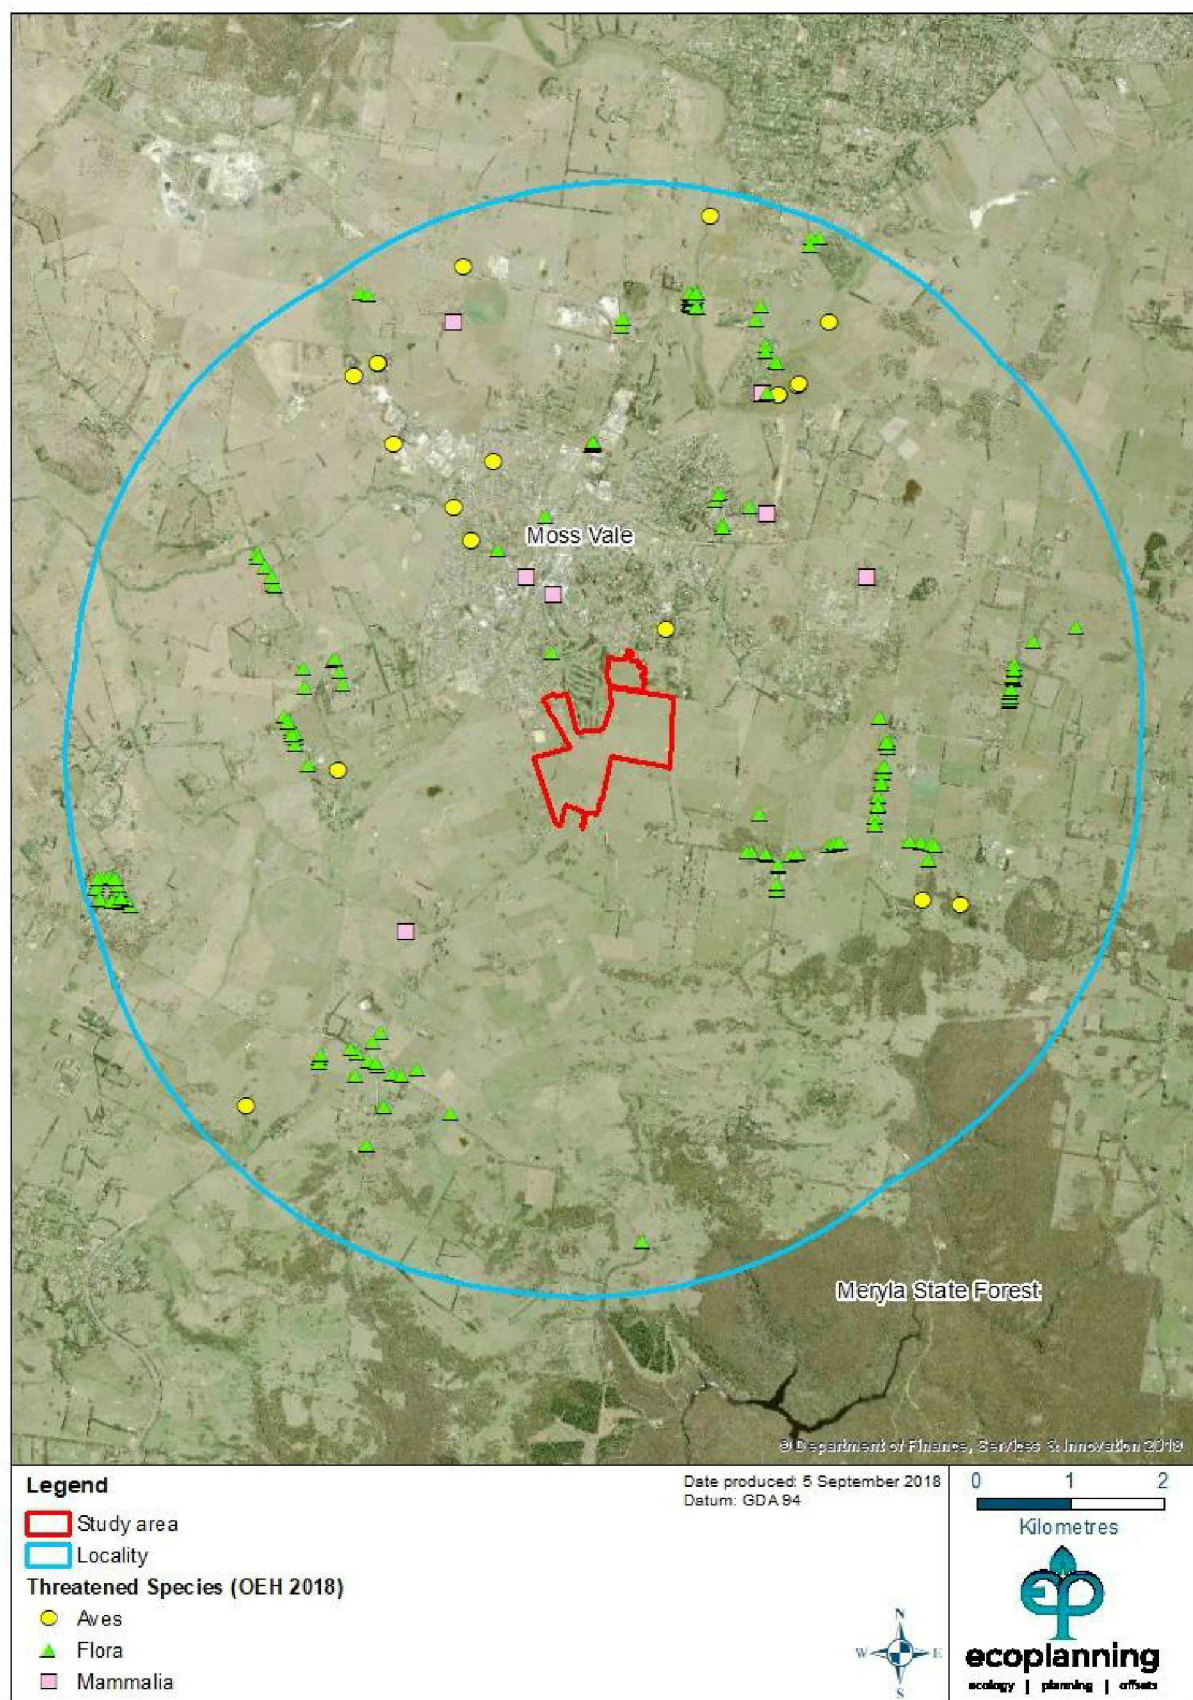 Moss Vale
Meryla State Forest
© Department of Finance, Services & Innovation 2018
Legend
Study area
Locality
Threatened Species (OEH 2018)
Aves
Flora
Mammalia
Date produced: 5 September 2018
Datum: GDA 94
N
W E
S
0 1 2
Kilometres
ep
ecoplanning
ecology | planning | offsets